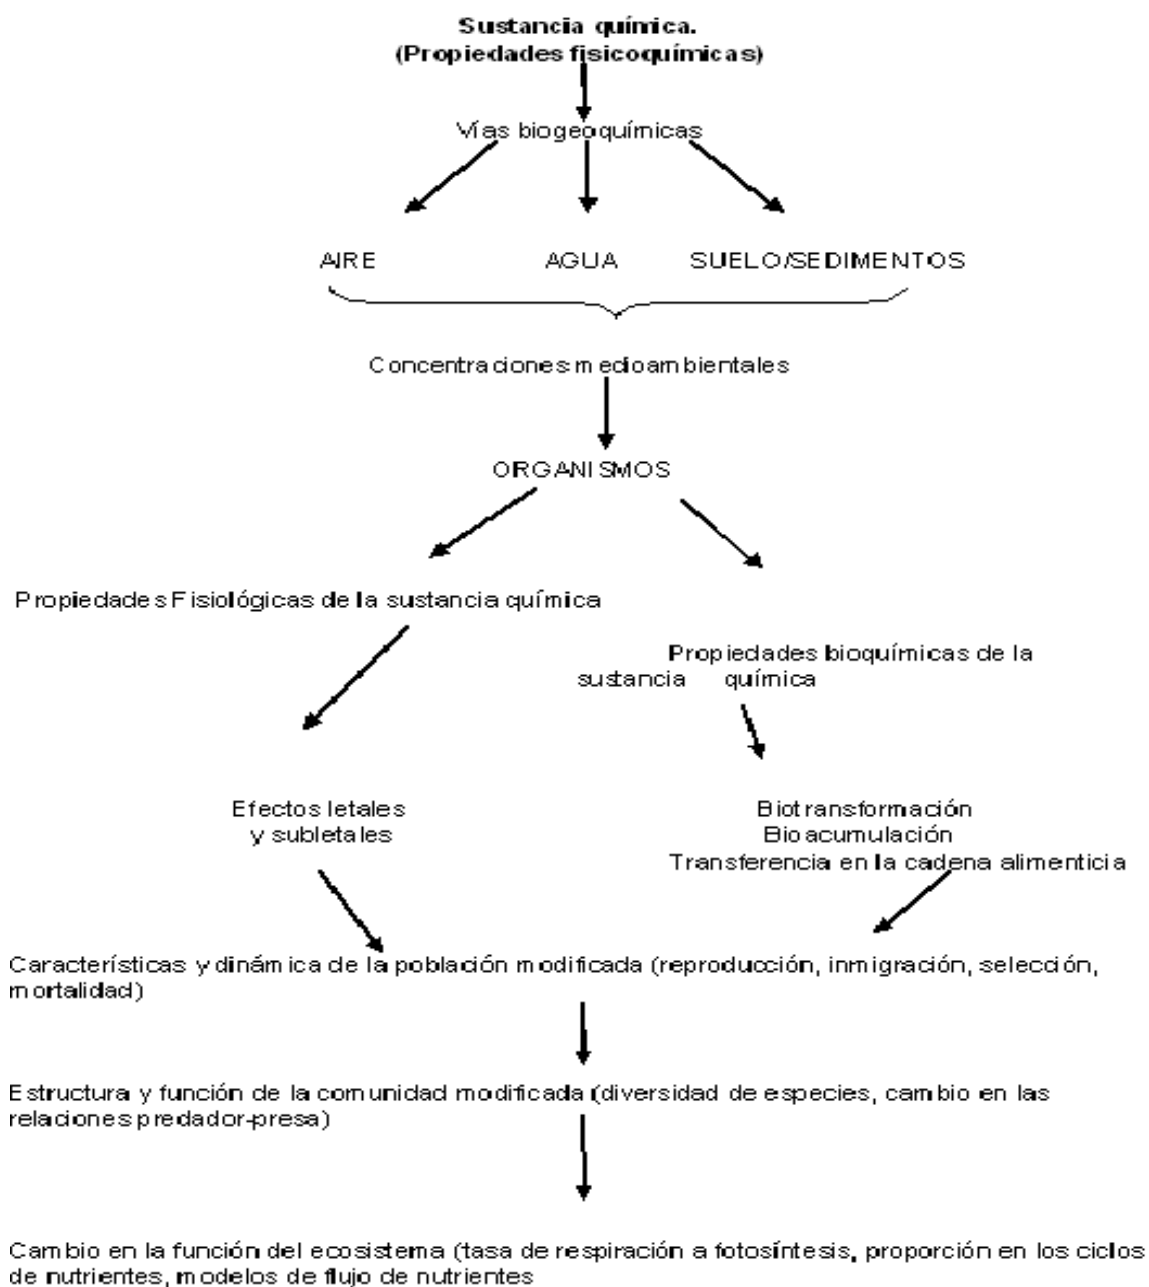 Sustancia química.
(Propiedades fisicoquímicas)
Vías biogeoquímicas
AIRE AGUA SUELO/SEDIMENTOS
Concentraciones medioambientales
ORGANISMOS
Propiedades Fisiológicas de la sustancia química
Propiedades bioquímicas de la
sustancia química
Efectos letales
y subletales
Biotransformación
Bioacumulación
Transferencia en la cadena alimenticia
Características y dinámica de la población modificada (reproducción, inmigración, selección,
mortalidad)
Estructura y función de la comunidad modificada (diversidad de especies, cambio en las
relaciones predador-presa)
Cambio en la función del ecosistema (tasa de respiración a fotosíntesis, proporción en los ciclos
de nutrientes, modelos de flujo de nutrientes